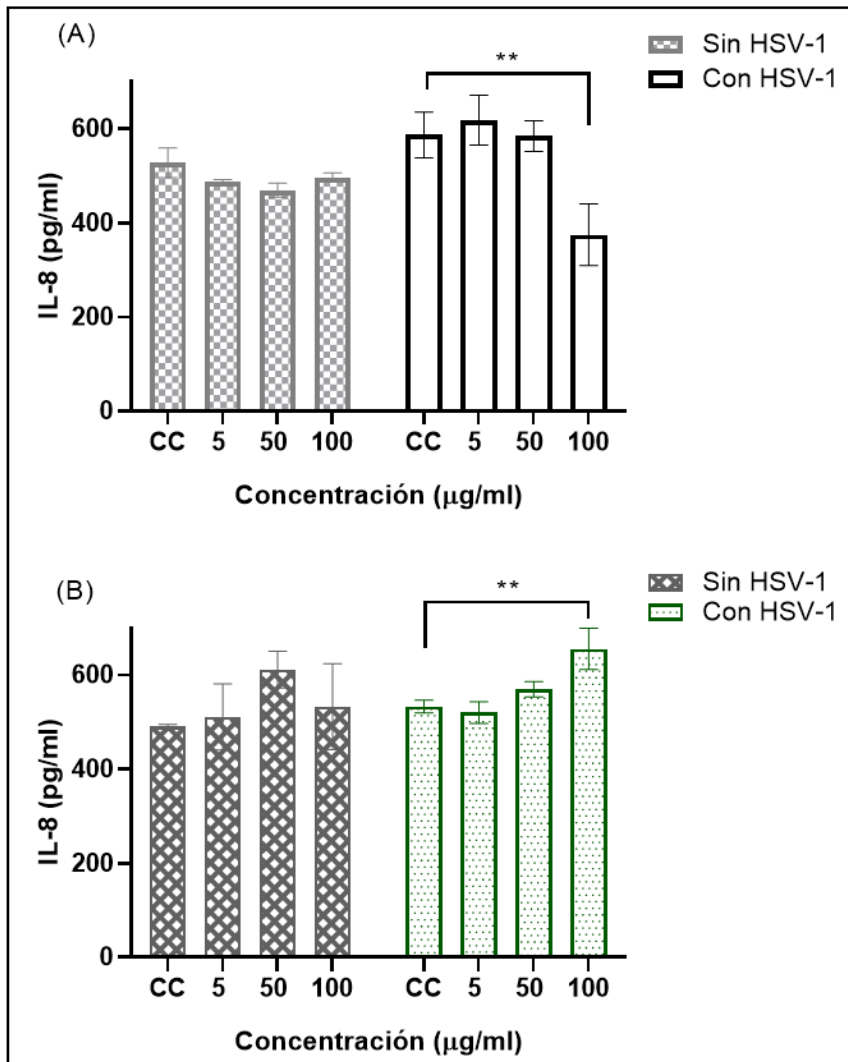 (A)
Sin HSV-1
Con HSV-1
**
IL-8 (pg/ml)
600
400
200
0
CC 5 50 100 CC 5 50 100
Concentración (μg/ml)
(B)
Sin HSV-1
Con HSV-1
**
IL-8 (pg/ml)
600
400
200
0
CC 5 50 100 CC 5 50 100
Concentración (μg/ml)